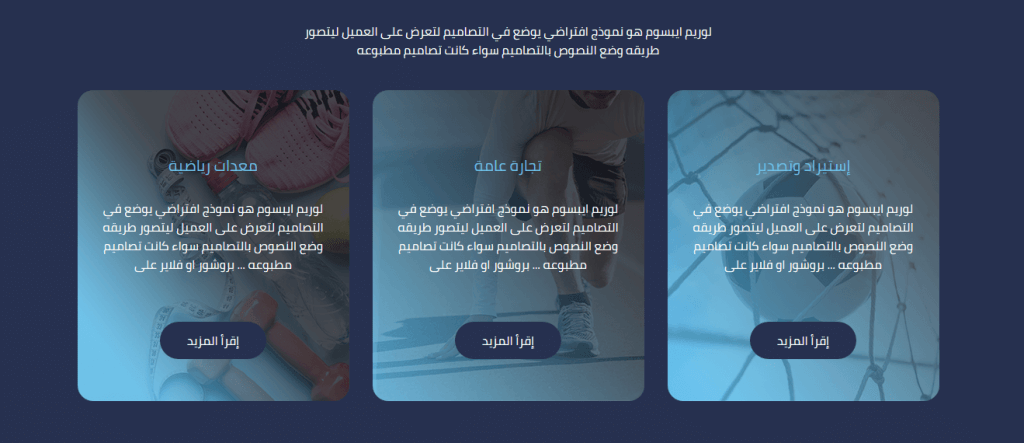 لوريم ايبسوم هو نموذج افتراضي يوضع في التصاميم لتعرض على العميل ليتصور
طريقه وضع النصوص بالتصاميم سواء كانت تصاميم مطبوعه
إستيراد وتصدير
لوريم ايبسوم هو نموذج افتراضي يوضع في
التصاميم لتعرض على العميل ليتصور طريقه
وضع النصوص بالتصاميم سواء كانت تصاميم
مطبوعه ... بروشور او فلاير على
إقرأ المزيد
تجارة عامة
لوريم ايبسوم هو نموذج افتراضي يوضع في
التصاميم لتعرض على العميل ليتصور طريقه
وضع النصوص بالتصاميم سواء كانت تصاميم
مطبوعه ... بروشور او فلاير على
إقرأ المزيد
معدات رياضية
لوريم ايبسوم هو نموذج افتراضي يوضع في
التصاميم لتعرض على العميل ليتصور طريقه
وضع النصوص بالتصاميم سواء كانت تصاميم
مطبوعه ... بروشور او فلاير على
إقرأ المزيد